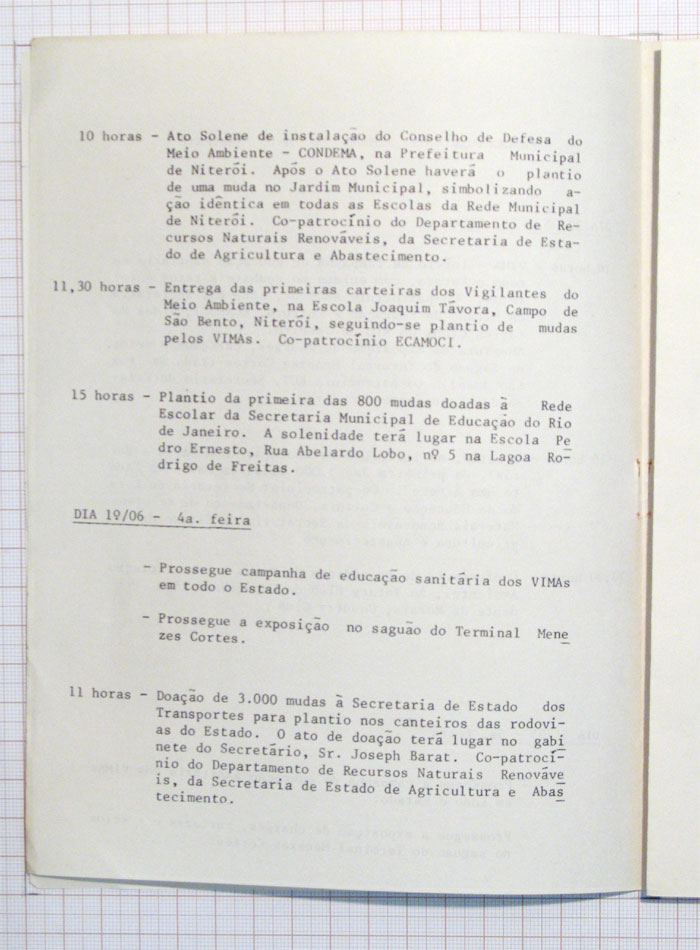 10 horas - Ato Solene de instalação do Conselho de Defesa do
Meio Ambiente - CONDEMA, na Prefeitura Municipal
de Niterói. Após o Ato Solene haverá o plantio
de uma muda no Jardim Municipal, simbolizando a-
ção idêntica em todas as Escolas da Rede Municipal
de Niterói. Co-patrocínio do Departamento de Re-
cursos Naturais Renováveis, da Secretaria de Esta-
do de Agricultura e Abastecimento.
11,30 horas - Entrega das primeiras carteiras dos Vigilantes do
Meio Ambiente, na Escola Joaquim Távora, Campo de
São Bento, Niterói, seguindo-se plantio de mudas
pelos VIMAs. Co-patrocínio ECAMOCI.
15 horas - Plantio da primeira das 800 mudas doadas à Rede
Escolar da Secretaria Municipal de Educação do Rio
de Janeiro. A solenidade terá lugar na Escola Pe
dro Ernesto, Rua Abelardo Lobo, nº 5 na Lagoa Ro-
drigo de Freitas.
DIA 1º/06 - 4a. feira
- Prossegue campanha de educação sanitária dos VIMAs
em todo o Estado.
- Prossegue a exposição no saguão do Terminal Mene
zes Cortes.
11 horas - Doação de 3.000 mudas à Secretaria de Estado dos
Transportes para plantio nos canteiros das rodovi-
as do Estado. O ato de doação terá lugar no gabi
nete do Secretário, Sr. Joseph Barat. Co-patrocí-
nio do Departamento de Recursos Naturais Renováve
is, da Secretaria de Estado de Agricultura e Abas
tecimento.